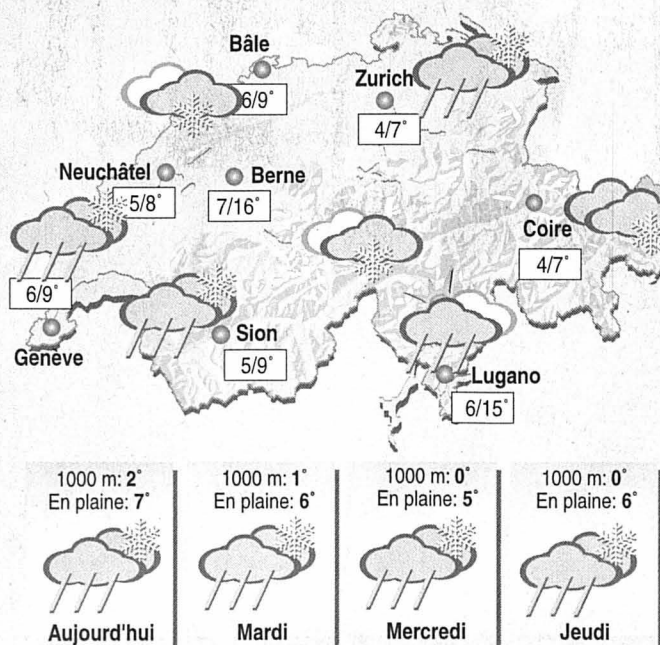 Bâle
6/9°
Zurich
4/7°
Neuchâtel
5/8°
Berne
7/16°
Coire
4/7°
6/9°
Genève
Sion
5/9°
Lugano
6/15°
1000 m: 2°
En plaine: 7°
Aujourd'hui
1000 m: 1°
En plaine: 6°
Mardi
1000 m: 0°
En plaine: 5°
Mercredi
1000 m: 0°
En plaine: 6°
Jeudi